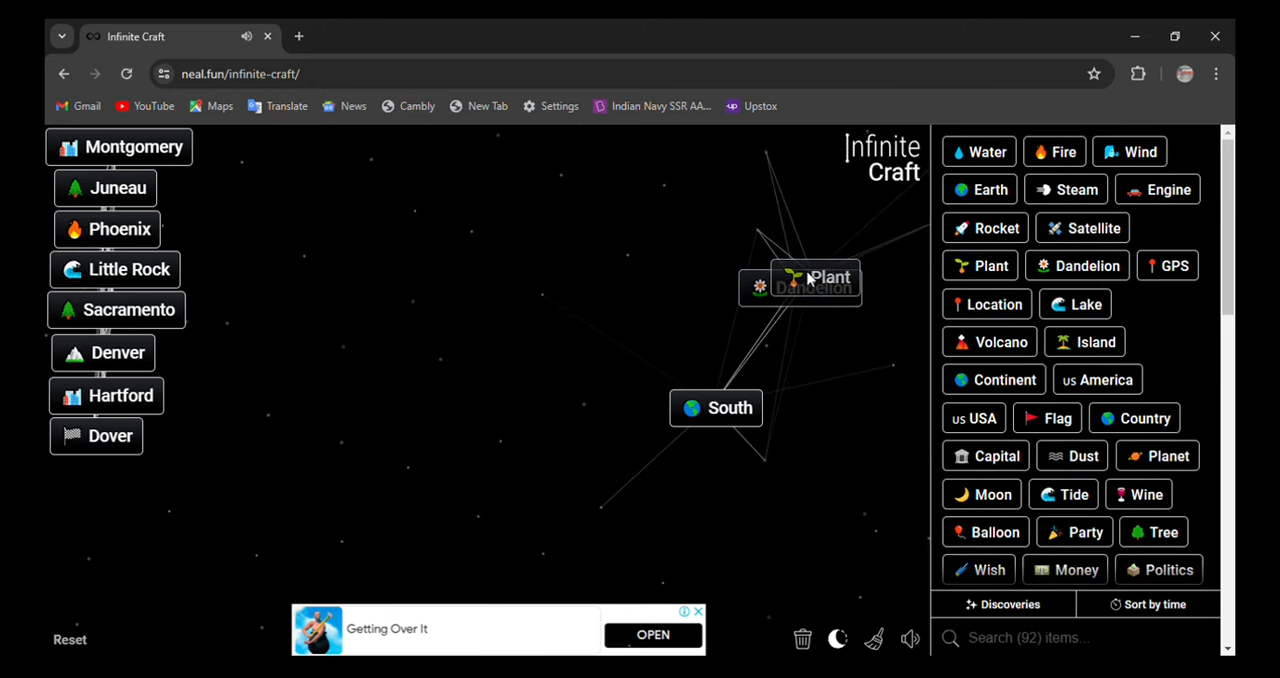 Infinite Craft
neal.fun/infinite-craft/
Gmail YouTube Maps Translate News Cambly New Tab Settings Indian Navy SSR AA... Upstox
Montgomery
Juneau
Phoenix
Little Rock
Sacramento
Denver
Hartford
Dover
Infinite
Craft
Plant
Dandelion
South
Water Fire Wind
Earth Steam Engine
Rocket Satellite
Plant Dandelion GPS
Location Lake
Volcano Island
Continent us America
us USA Flag Country
Capital Dust Planet
Moon Tide Wine
Balloon Party Tree
Wish Money Politics
Discoveries Sort by time
Search (92) items...
Reset
Getting Over It
OPEN